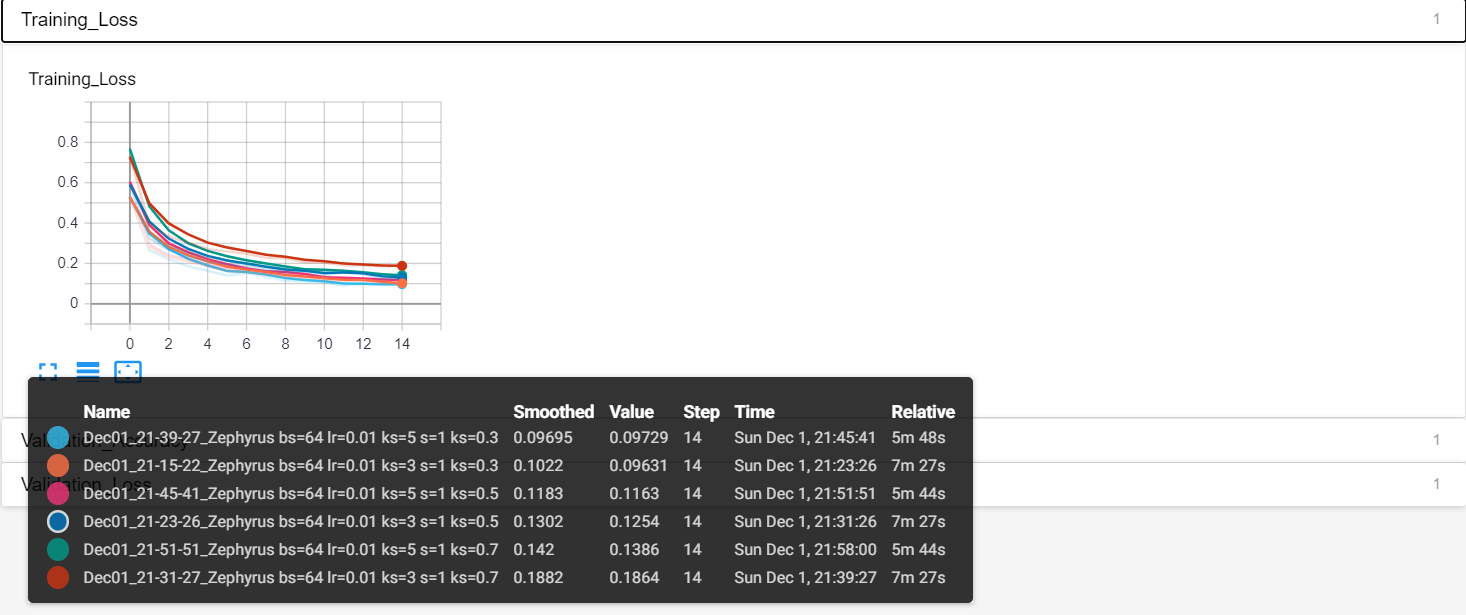 Training_Loss 1
Training_Loss
0.8
0.6
0.4
0.2
0
0 2 4 6 8 10 12 14
Name Smoothed Value Step Time Relative
Validation_Accuracy 1
Dec01_21-39-27_Zephyrus bs=64 lr=0.01 ks=5 s=1 ks=0.3 0.09695 0.09729 14 Sun Dec 1, 21:45:41 5m 48s
Dec01_21-15-22_Zephyrus bs=64 lr=0.01 ks=3 s=1 ks=0.3 0.1022 0.09631 14 Sun Dec 1, 21:23:26 7m 27s
Validation_Loss 1
Dec01_21-45-41_Zephyrus bs=64 lr=0.01 ks=5 s=1 ks=0.5 0.1183 0.1163 14 Sun Dec 1, 21:51:51 5m 44s
Dec01_21-23-26_Zephyrus bs=64 lr=0.01 ks=3 s=1 ks=0.5 0.1302 0.1254 14 Sun Dec 1, 21:31:26 7m 27s
Dec01_21-51-51_Zephyrus bs=64 lr=0.01 ks=5 s=1 ks=0.7 0.142 0.1386 14 Sun Dec 1, 21:58:00 5m 44s
Dec01_21-31-27_Zephyrus bs=64 lr=0.01 ks=3 s=1 ks=0.7 0.1882 0.1864 14 Sun Dec 1, 21:39:27 7m 27s